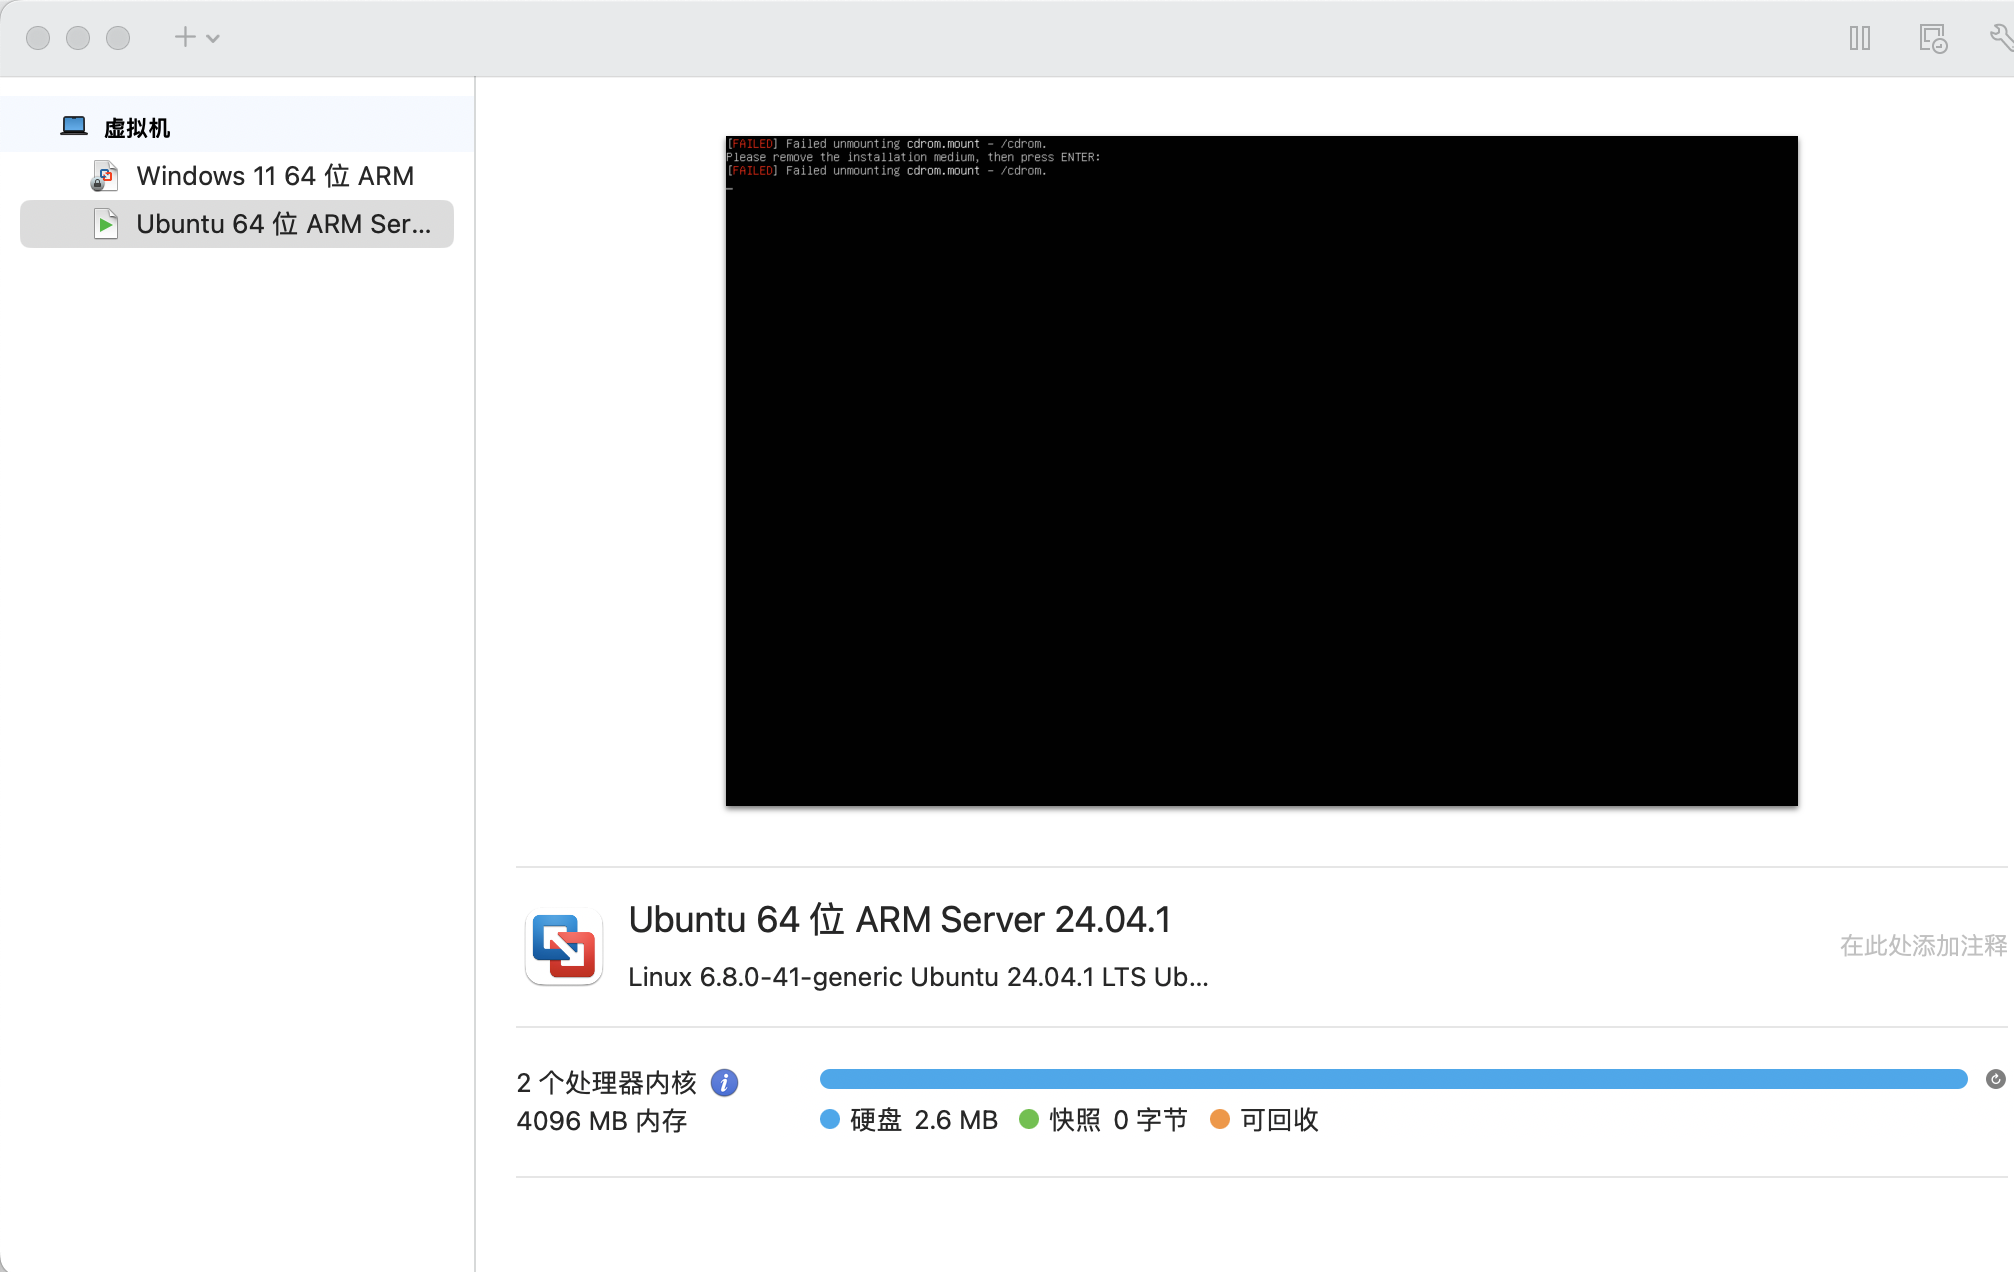 虚拟机
Windows 11 64 位 ARM
Ubuntu 64 位 ARM Ser...
[FAILED] Failed unmounting cdrom.mount - /cdrom.
Please remove the installation medium, then press ENTER:
[FAILED] Failed unmounting cdrom.mount - /cdrom.
Ubuntu 64 位 ARM Server 24.04.1
Linux 6.8.0-41-generic Ubuntu 24.04.1 LTS Ub...
在此处添加注释
2 个处理器内核
4096 MB 内存
硬盘 2.6 MB 快照 0 字节 可回收